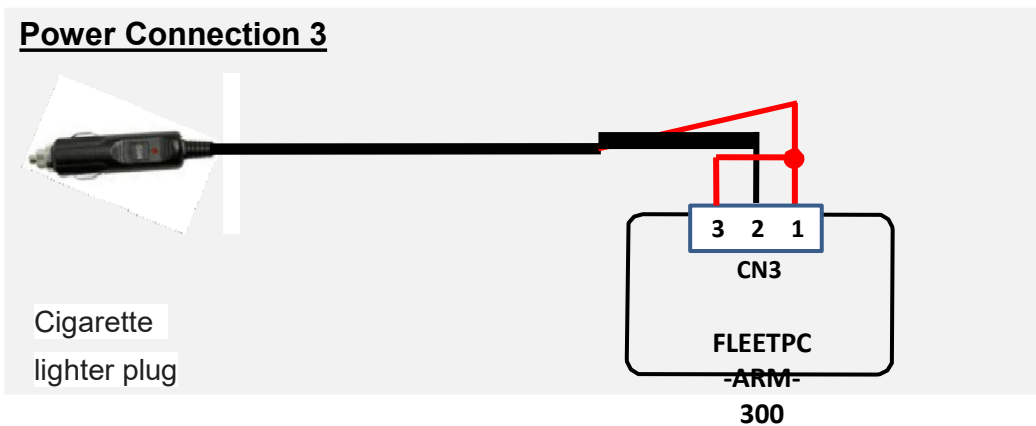 Power Connection 3
3 2 1
CN3
Cigarette
lighter plug
FLEETPC
-ARM-
300